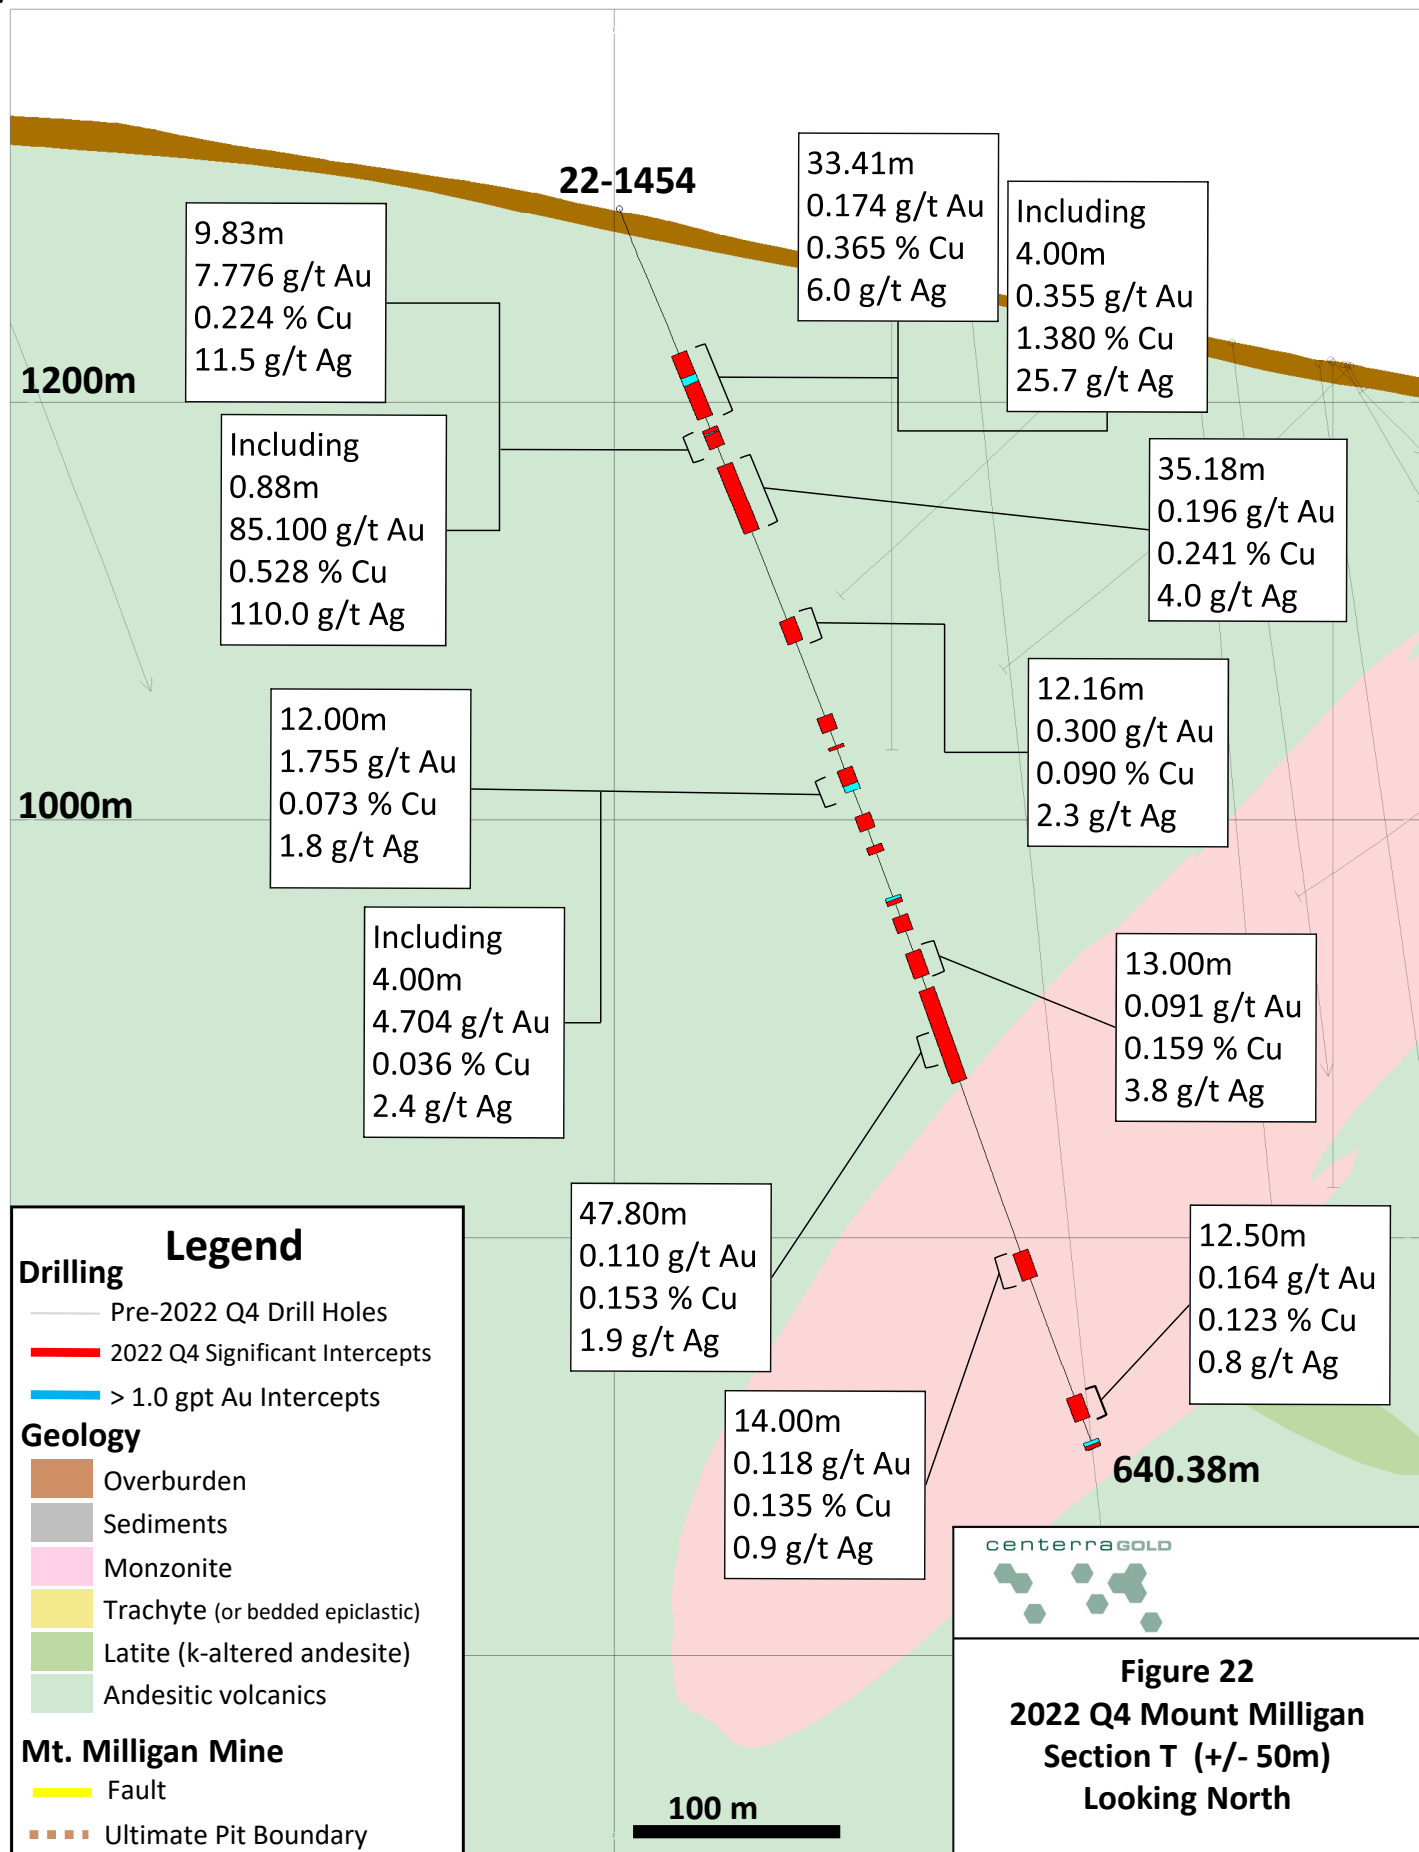 22-1454
33.41m
0.174 g/t Au
0.365 % Cu
6.0 g/t Ag
Including
4.00m
0.355 g/t Au
1.380 % Cu
25.7 g/t Ag
9.83m
7.776 g/t Au
0.224 % Cu
11.5 g/t Ag
1200m
Including
0.88m
85.100 g/t Au
0.528 % Cu
110.0 g/t Ag
35.18m
0.196 g/t Au
0.241 % Cu
4.0 g/t Ag
12.16m
0.300 g/t Au
0.090 % Cu
2.3 g/t Ag
12.00m
1.755 g/t Au
0.073 % Cu
1.8 g/t Ag
1000m
Including
4.00m
4.704 g/t Au
0.036 % Cu
2.4 g/t Ag
13.00m
0.091 g/t Au
0.159 % Cu
3.8 g/t Ag
47.80m
0.110 g/t Au
0.153 % Cu
1.9 g/t Ag
12.50m
0.164 g/t Au
0.123 % Cu
0.8 g/t Ag
14.00m
0.118 g/t Au
0.135 % Cu
0.9 g/t Ag
640.38m
Legend
Drilling
Pre-2022 Q4 Drill Holes
2022 Q4 Significant Intercepts
> 1.0 gpt Au Intercepts
Geology
Overburden
Sediments
Monzonite
Trachyte (or bedded epiclastic)
Latite (k-altered andesite)
Andesitic volcanics
Mt. Milligan Mine
Fault
Ultimate Pit Boundary
100 m
centerraGOLD
Figure 22
2022 Q4 Mount Milligan
Section T (+/- 50m)
Looking North